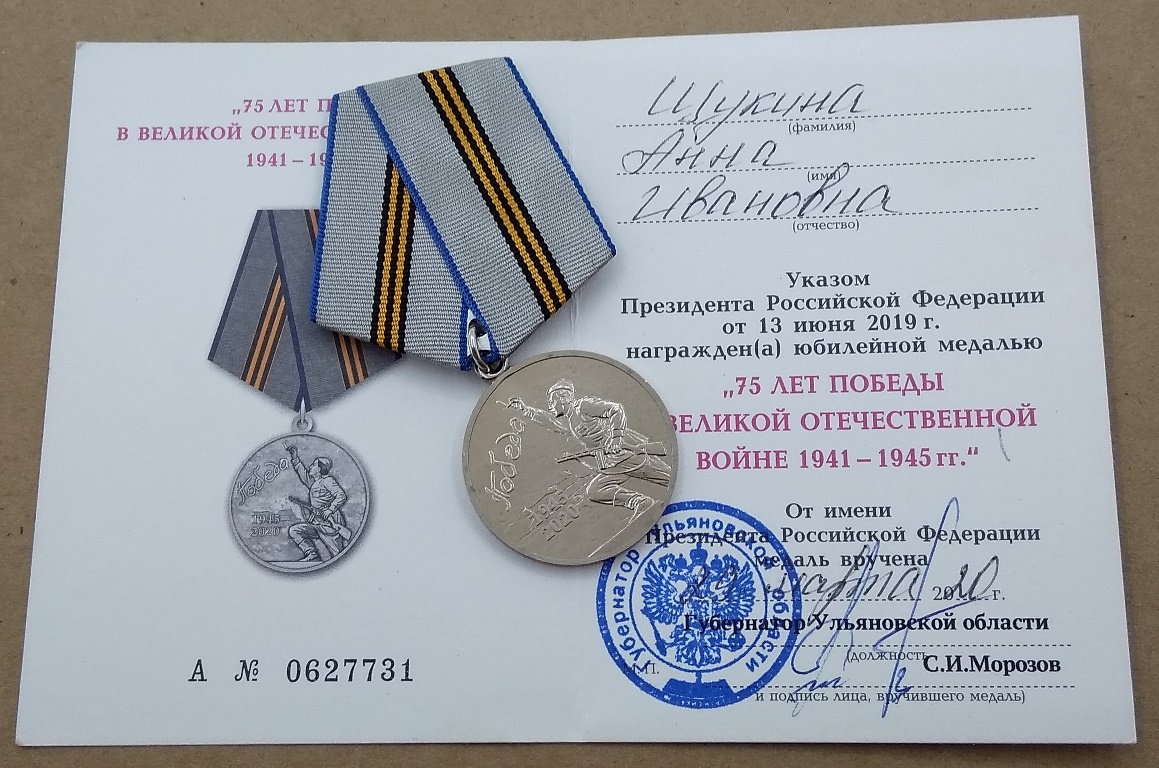 „75 ЛЕТ П
В ВЕЛИКОЙ ОТЕЧЕС
1941 – 19
Победа
1945
2020
А № 0627731
Победа
1945
2020
Щукина
(фамилия)
Анна
(имя)
Ивановна
(отчество)
Указом
Президента Российской Федерации
от 13 июня 2019 г.
награжден(а) юбилейной медалью
„75 ЛЕТ ПОБЕДЫ
ВЕЛИКОЙ ОТЕЧЕСТВЕННОЙ
ВОЙНЕ 1941 – 1945 гг.“
От имени
Президента Российской Федерации
медаль вручена
марта 2020 г.
Губернатор Ульяновской области
(должность
С.И.Морозов
М.П.
и подпись лица, вручившего медаль)
Губернатор Ульяновской области